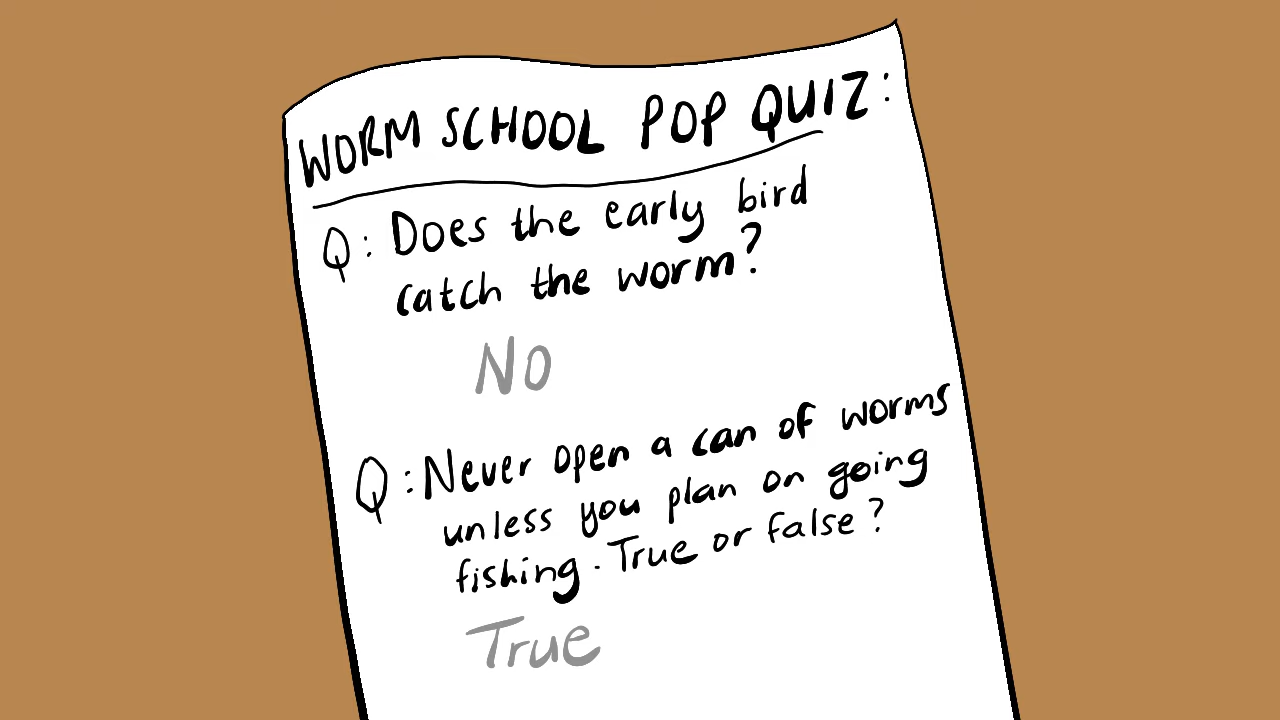 WORM SCHOOL POP QUIZ:
Q: Does the early bird
catch the worm?
NO
Q: Never open a can of worms
unless you plan on going
fishing. True or false?
True